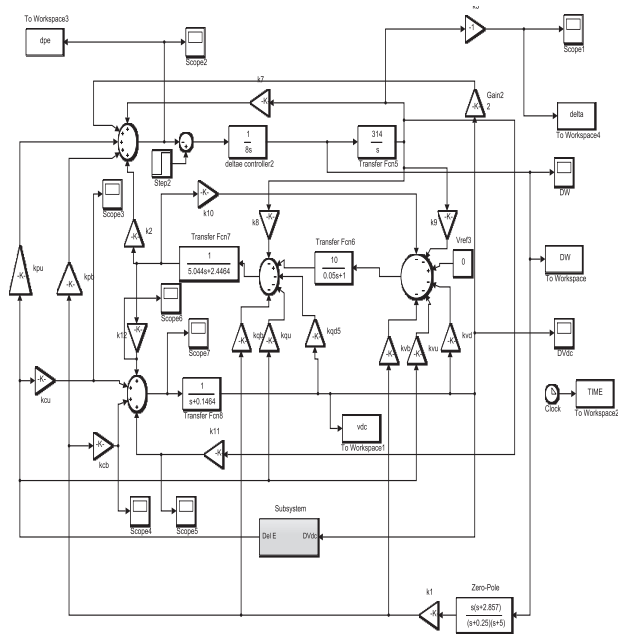 To Workspace3
dpe
Scope2
-1
Scope1
k7
-K-
Gain2
2
-K-
delta
To Workspace4
Step2
1
8s
deltae controller2
314
s
Transfer Fcn5
DW
Scope3
k2
-K-
k10
-K-
k8
-K-
k9
-K-
Vref3
0
Transfer Fcn7
1
5.044s+2.4464
Transfer Fcn6
10
0.05s+1
DW
To Workspace
kpu
-K-
kpb
-K-
Scope6
k12
-K-
Scope7
kqb
-K-
kqu
-K-
kqd5
-K-
kvb
-K-
kvu
-K-
kvd
-K-
DVdc
-K-
kcu
1
s+0.1464
Transfer Fcn8
Clock
TIME
To Workspace2
vdc
To Workspace1
k11
-K-
-K-
kcb
Scope4
Scope5
Subsystem
Del E
DVdc
k1
-K-
Zero-Pole
s(s+2.857)
(s+0.25)(s+5)